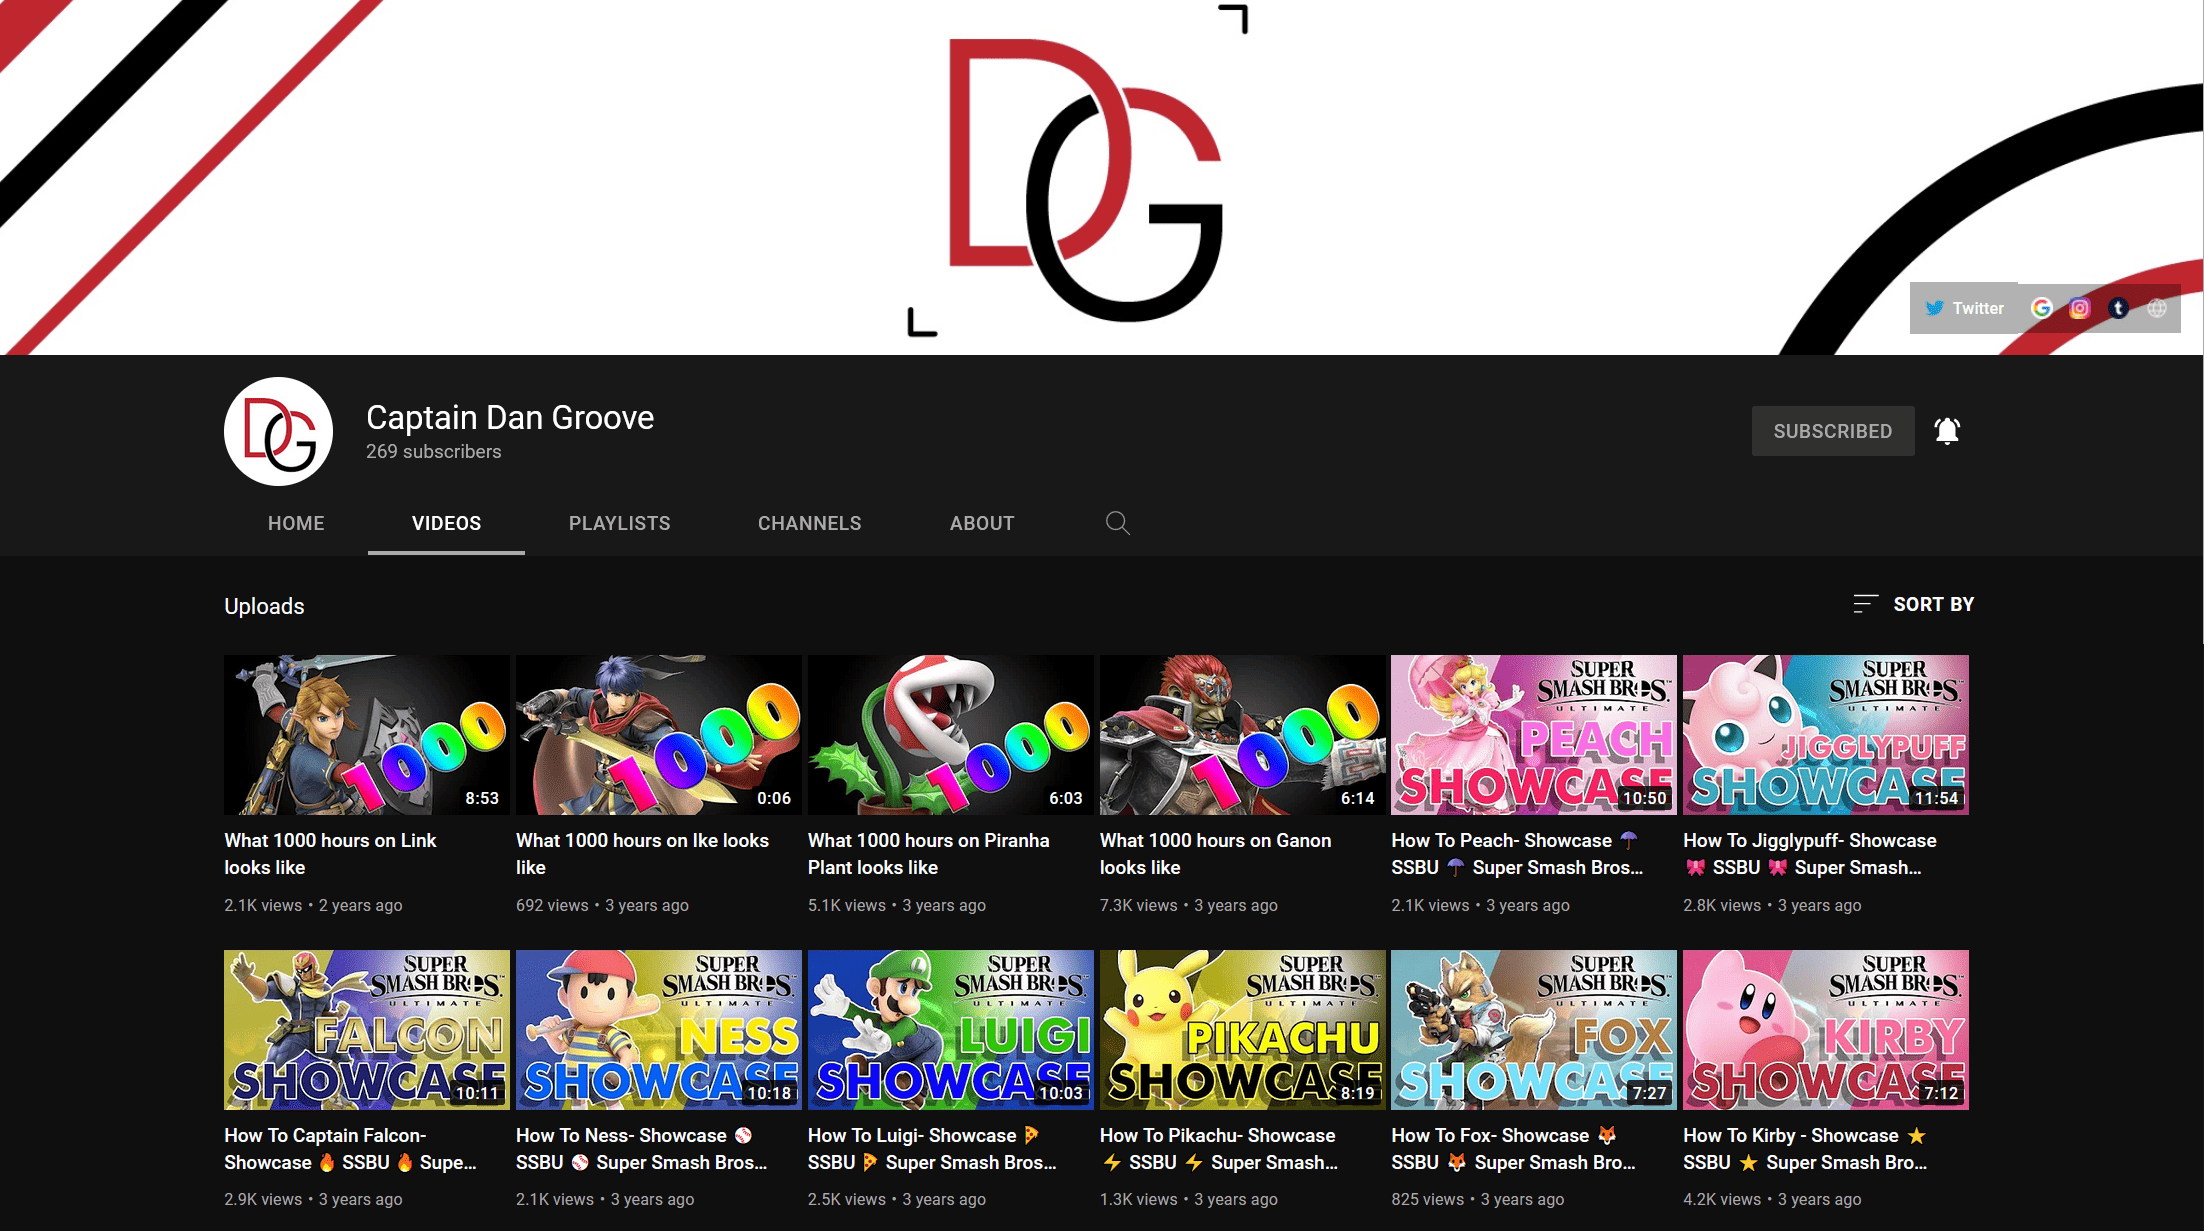 DG
Twitter
DG
Captain Dan Groove
269 subscribers
SUBSCRIBED
HOME
VIDEOS
PLAYLISTS
CHANNELS
ABOUT
Uploads
SORT BY
1000
8:53
What 1000 hours on Link
looks like
2.1K views • 2 years ago
1000
0:06
What 1000 hours on Ike looks
like
692 views • 3 years ago
1000
6:03
What 1000 hours on Piranha
Plant looks like
5.1K views • 3 years ago
1000
6:14
What 1000 hours on Ganon
looks like
7.3K views • 3 years ago
SUPER
SMASH BROS.
ULTIMATE
PEACH
SHOWCASE
10:50
How To Peach- Showcase ☂
SSBU ☂ Super Smash Bros...
2.1K views • 3 years ago
SUPER
SMASH BROS.
ULTIMATE
JIGGLYPUFF
SHOWCASE
11:54
How To Jigglypuff- Showcase
🎀 SSBU 🎀 Super Smash...
2.8K views • 3 years ago
SUPER
SMASH BROS.
ULTIMATE
FALCON
SHOWCASE
10:11
How To Captain Falcon-
Showcase 🔥 SSBU 🔥 Supe...
2.9K views • 3 years ago
SUPER
SMASH BROS.
ULTIMATE
NESS
SHOWCASE
10:18
How To Ness- Showcase ⚾
SSBU ⚾ Super Smash Bros...
2.1K views • 3 years ago
SUPER
SMASH BROS.
ULTIMATE
LUIGI
SHOWCASE
10:03
How To Luigi- Showcase 🍕
SSBU 🍕 Super Smash Bros...
2.5K views • 3 years ago
SUPER
SMASH BROS.
ULTIMATE
PIKACHU
SHOWCASE
8:19
How To Pikachu- Showcase
⚡ SSBU ⚡ Super Smash...
1.3K views • 3 years ago
SUPER
SMASH BROS.
ULTIMATE
FOX
SHOWCASE
7:27
How To Fox- Showcase 🦊
SSBU 🦊 Super Smash Bro...
825 views • 3 years ago
SUPER
SMASH BROS.
ULTIMATE
KIRBY
SHOWCASE
7:12
How To Kirby - Showcase ⭐
SSBU ⭐ Super Smash Bro...
4.2K views • 3 years ago